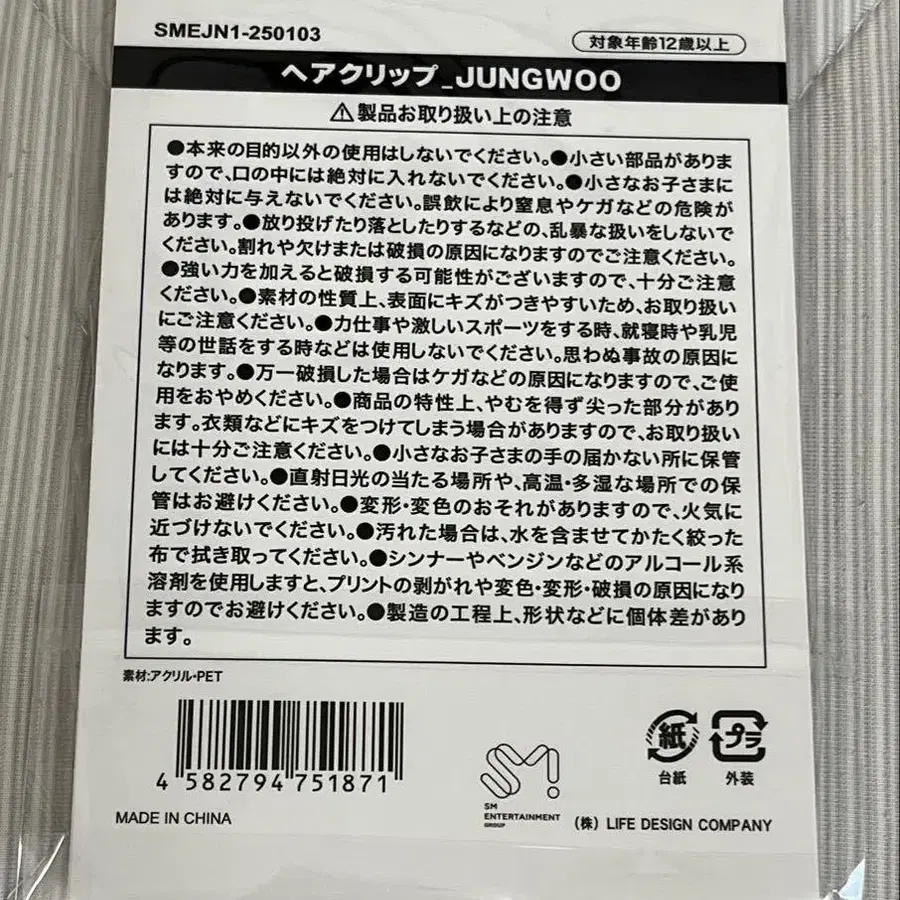 SMEJN1-250103
対象年齢12歳以上
ヘアクリップ_JUNGWOO
⚠製品お取り扱い上の注意
●本来の目的以外の使用はしないでください。●小さい部品がありま
すので、口の中には絶対に入れないでください。●小さなお子さまに
は絶対に与えないでください。誤飲により窒息やケガなどの危険が
あります。●放り投げたり落としたりするなどの、乱暴な扱いをしないで
ください。割れや欠けまたは破損の原因になりますのでご注意ください。
●強い力を加えると破損する可能性がございますので、十分ご注意
ください。●素材の性質上、表面にキズがつきやすいため、お取り扱い
にご注意ください。●力仕事や激しいスポーツをする時、就寝時や乳児
等の世話をする時などは使用しないでください。思わぬ事故の原因に
なります。●万一破損した場合はケガなどの原因になりますので、ご使
用をおやめください。●商品の特性上、やむを得ず尖った部分があり
ます。衣類などにキズをつけてしまう場合がありますので、お取り扱い
には十分ご注意ください。●小さなお子さまの手の届かない所に保管
してください。●直射日光の当たる場所や、高温・多湿な場所での保
管はお避けください。●変形・変色のおそれがありますので、火気に
近づけないでください。●汚れた場合は、水を含ませてかたく絞った
布で拭き取ってください。●シンナーやベンジンなどのアルコール系
溶剤を使用しますと、プリントの剥がれや変色・変形・破損の原因になり
ますのでお避けください。●製造の工程上、形状などに個体差があり
ます。
素材:アクリル・PET
4 582794 751871
紙
台紙
プラ
外装
MADE IN CHINA
SM
SM
ENTERTAINMENT
GROUP
(株) LIFE DESIGN COMPANY